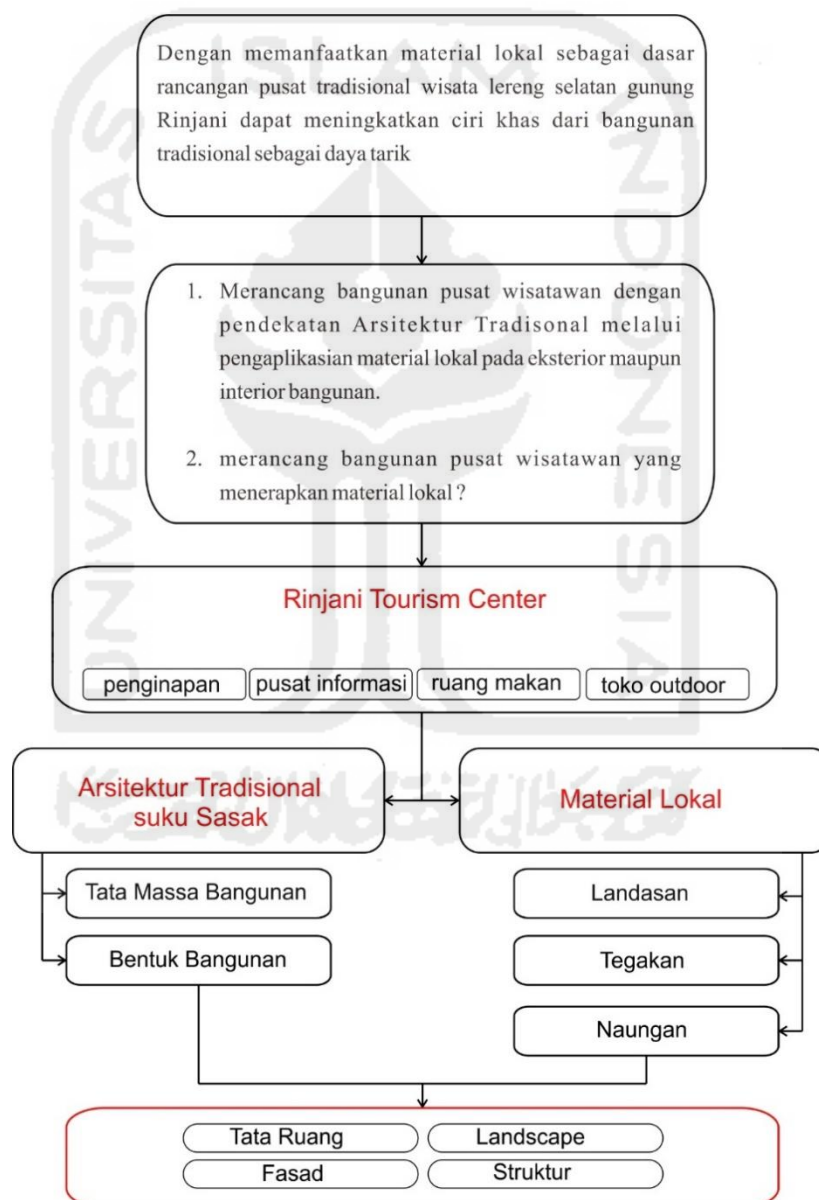 Dengan memanfaatkan material lokal sebagai dasar
rancangan pusat tradisional wisata lereng selatan gunung
Rinjani dapat meningkatkan ciri khas dari bangunan
tradisional sebagai daya tarik
1. Merancang bangunan pusat wisatawan dengan
pendekatan Arsitektur Tradisonal melalui
pengaplikasian material lokal pada eksterior maupun
interior bangunan.
2. merancang bangunan pusat wisatawan yang
menerapkan material lokal ?
Rinjani Tourism Center
penginapan pusat informasi ruang makan toko outdoor
Arsitektur Tradisional
suku Sasak
Material Lokal
Tata Massa Bangunan
Bentuk Bangunan
Landasan
Tegakan
Naungan
Tata Ruang Landscape
Fasad Struktur
UNIVERSITAS
ISLAM
INDONESIA